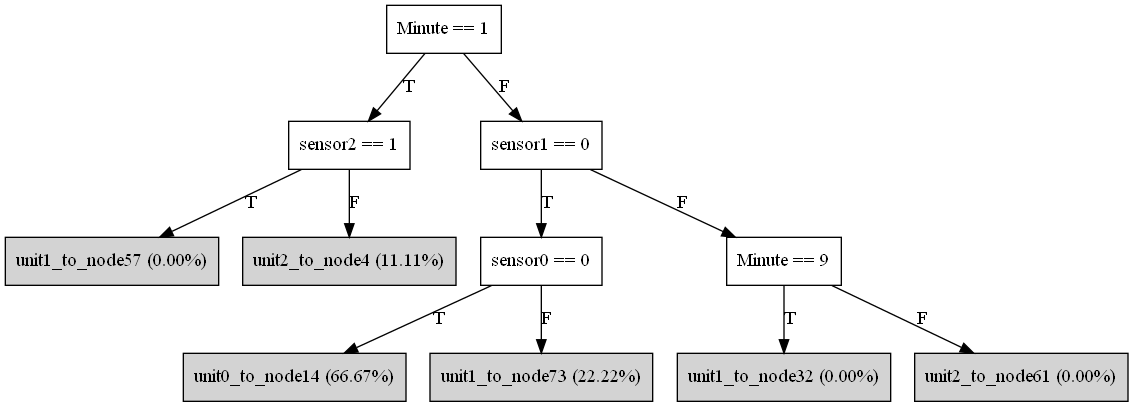 Minute == 1
T
F
sensor2 == 1
sensor1 == 0
T
F
T
F
unit1_to_node57 (0.00%)
unit2_to_node4 (11.11%)
sensor0 == 0
Minute == 9
T
F
T
F
unit0_to_node14 (66.67%)
unit1_to_node73 (22.22%)
unit1_to_node32 (0.00%)
unit2_to_node61 (0.00%)